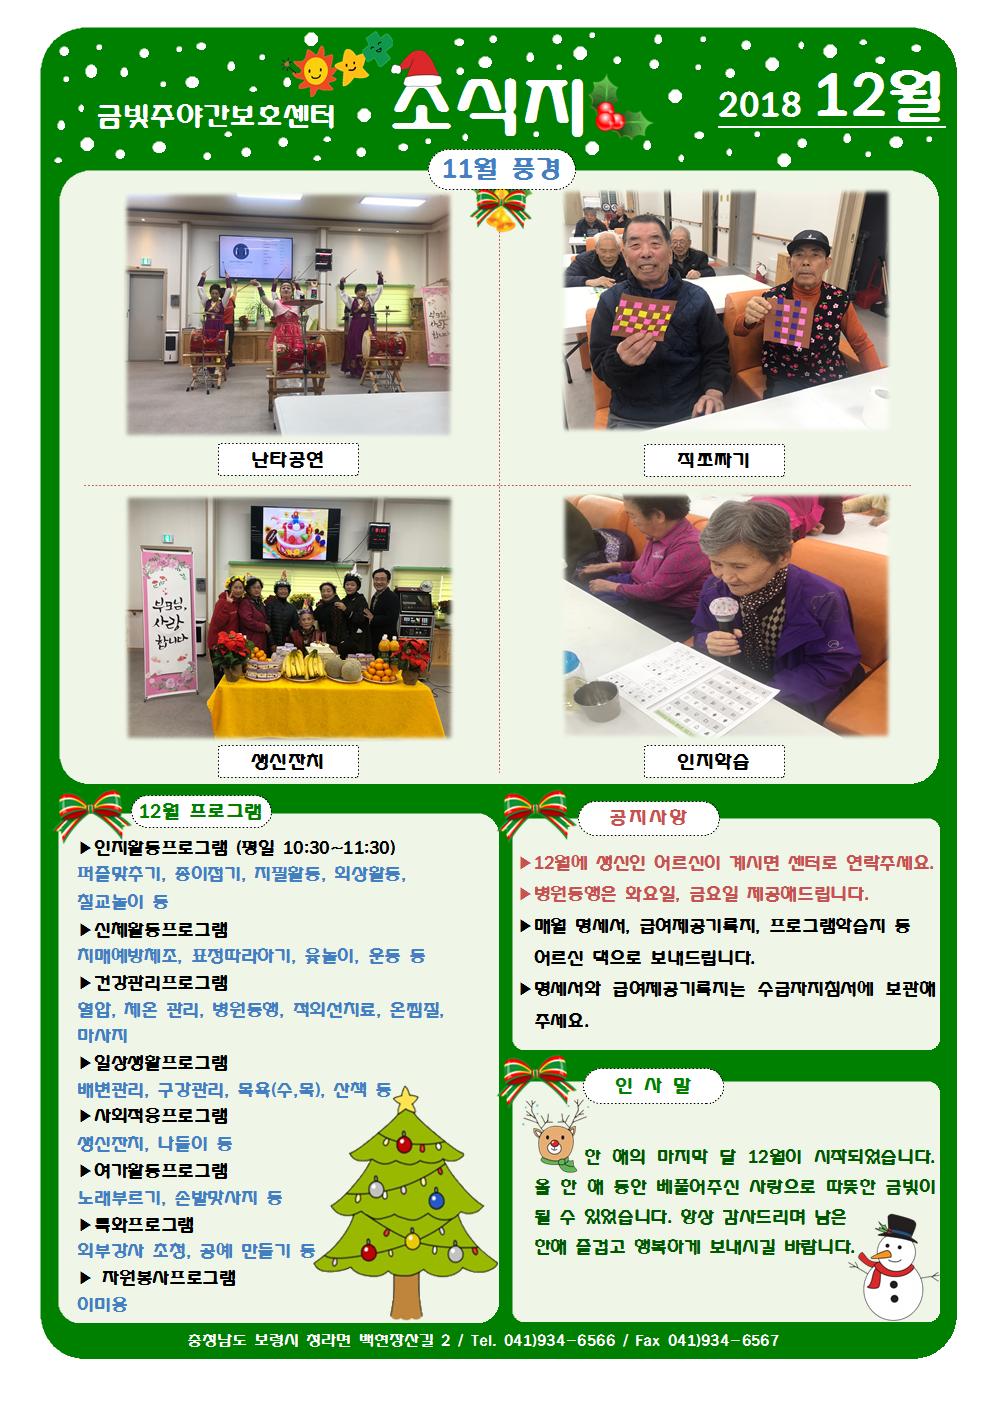 금빛주야간보호센터
소식지
2018 12월
11월 풍경
난타공연
직조짜기
부모님,
사랑
합니다
생신잔치
인지학습
12월 프로그램
▶인지활동프로그램 (평일 10:30~11:30)
퍼즐맞추기, 종이접기, 지필활동, 회상활동,
칠교놀이 등
▶신체활동프로그램
치매예방체조, 표정따라하기, 윷놀이, 운동 등
▶건강관리프로그램
혈압, 체온 관리, 병원동행, 적외선치료, 온찜질,
마사지
▶일상생활프로그램
배변관리, 구강관리, 목욕(수,목), 산책 등
▶사회적응프로그램
생신잔치, 나들이 등
▶여가활동프로그램
노래부르기, 손발맛사지 등
▶특화프로그램
외부강사 초청, 공예 만들기 등
▶ 자원봉사프로그램
이미용
공지사항
▶12월에 생신인 어르신이 계시면 센터로 연락주세요.
▶병원동행은 화요일, 금요일 제공해드립니다.
▶매월 명세서, 급여제공기록지, 프로그램학습지 등
어르신 댁으로 보내드립니다.
▶명세서와 급여제공기록지는 수급자지침서에 보관해
주세요.
인 사 말
한 해의 마지막 달 12월이 시작되었습니다.
올 한 해 동안 베풀어주신 사랑으로 따뜻한 금빛이
될 수 있었습니다. 항상 감사드리며 남은
한해 즐겁고 행복하게 보내시길 바랍니다.
충청남도 보령시 청라면 백현장산길 2 / Tel. 041)934-6566 / Fax 041)934-6567